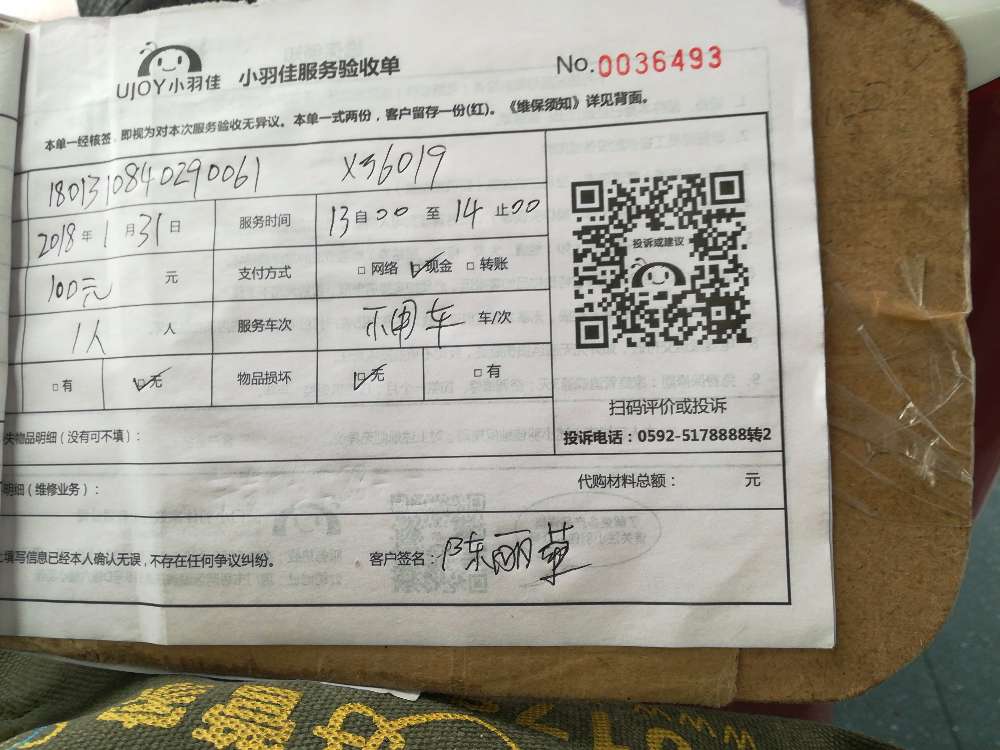 UJOY小羽佳 小羽佳服务验收单 No.0036493
本单一经核签，即视为对本次服务验收无异议。本单一式两份，客户留存一份(红)。《维保须知》详见背面。
1801310840290061 X36019
2018年1月31日 服务时间 13自00至14止00
100元 元 支付方式 □网络 ☑现金 □转账
1人 人 服务车次 不用车 车/次
□有 ☑无 物品损坏 ☑无 □有
投诉或建议
扫码评价或投诉
投诉电话：0592-5178888转2
失物品明细（没有可不填）：
明细（维修业务）： 代购材料总额： 元
填写信息已经本人确认无误，不存在任何争议纠纷。 客户签名：陈丽英